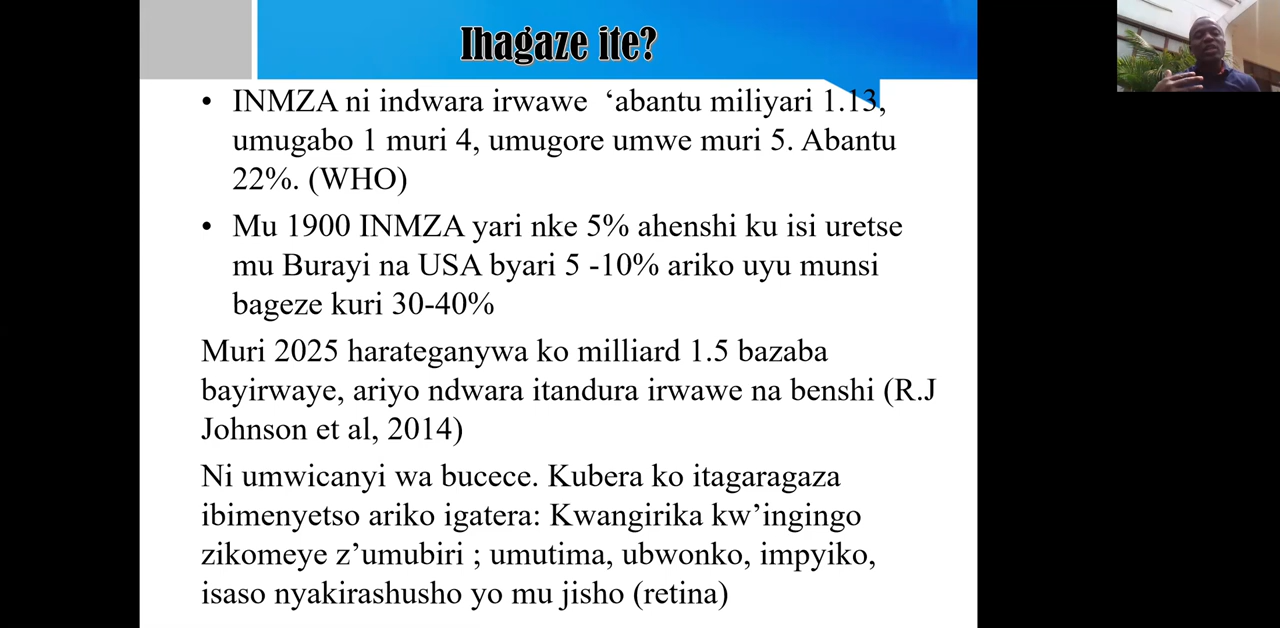 Ihagaze ite?
• INMZA ni indwara irwawe ‘abantu miliyari 1.13,
umugabo 1 muri 4, umugore umwe muri 5. Abantu
22%. (WHO)
• Mu 1900 INMZA yari nke 5% ahenshi ku isi uretse
mu Burayi na USA byari 5 -10% ariko uyu munsi
bageze kuri 30-40%
Muri 2025 harateganywa ko milliard 1.5 bazaba
bayirwaye, ariyo ndwara itandura irwawe na benshi (R.J
Johnson et al, 2014)
Ni umwicanyi wa bucece. Kubera ko itagaragaza
ibimenyetso ariko igatera: Kwangirika kw’ingingo
zikomeye z’umubiri ; umutima, ubwonko, impyiko,
isaso nyakirashusho yo mu jisho (retina)